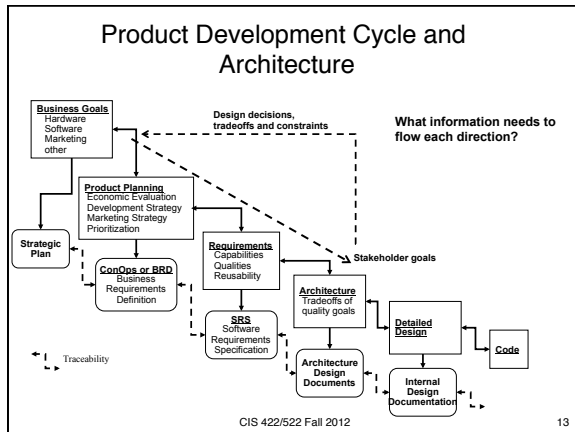 Product Development Cycle and
Architecture
Business Goals
Hardware
Software
Marketing
other
Design decisions,
tradeoffs and constraints
What information needs to
flow each direction?
Product Planning
Economic Evaluation
Development Strategy
Marketing Strategy
Prioritization
Strategic
Plan
Requirements
Capabilities
Qualities
Reusability
Stakeholder goals
ConOps or BRD
Business
Requirements
Definition
Architecture
Tradeoffs of
quality goals
SRS
Software
Requirements
Specification
Detailed
Design
Code
Traceability
Architecture
Design
Documents
Internal
Design
Documentation
CIS 422/522 Fall 2012
13